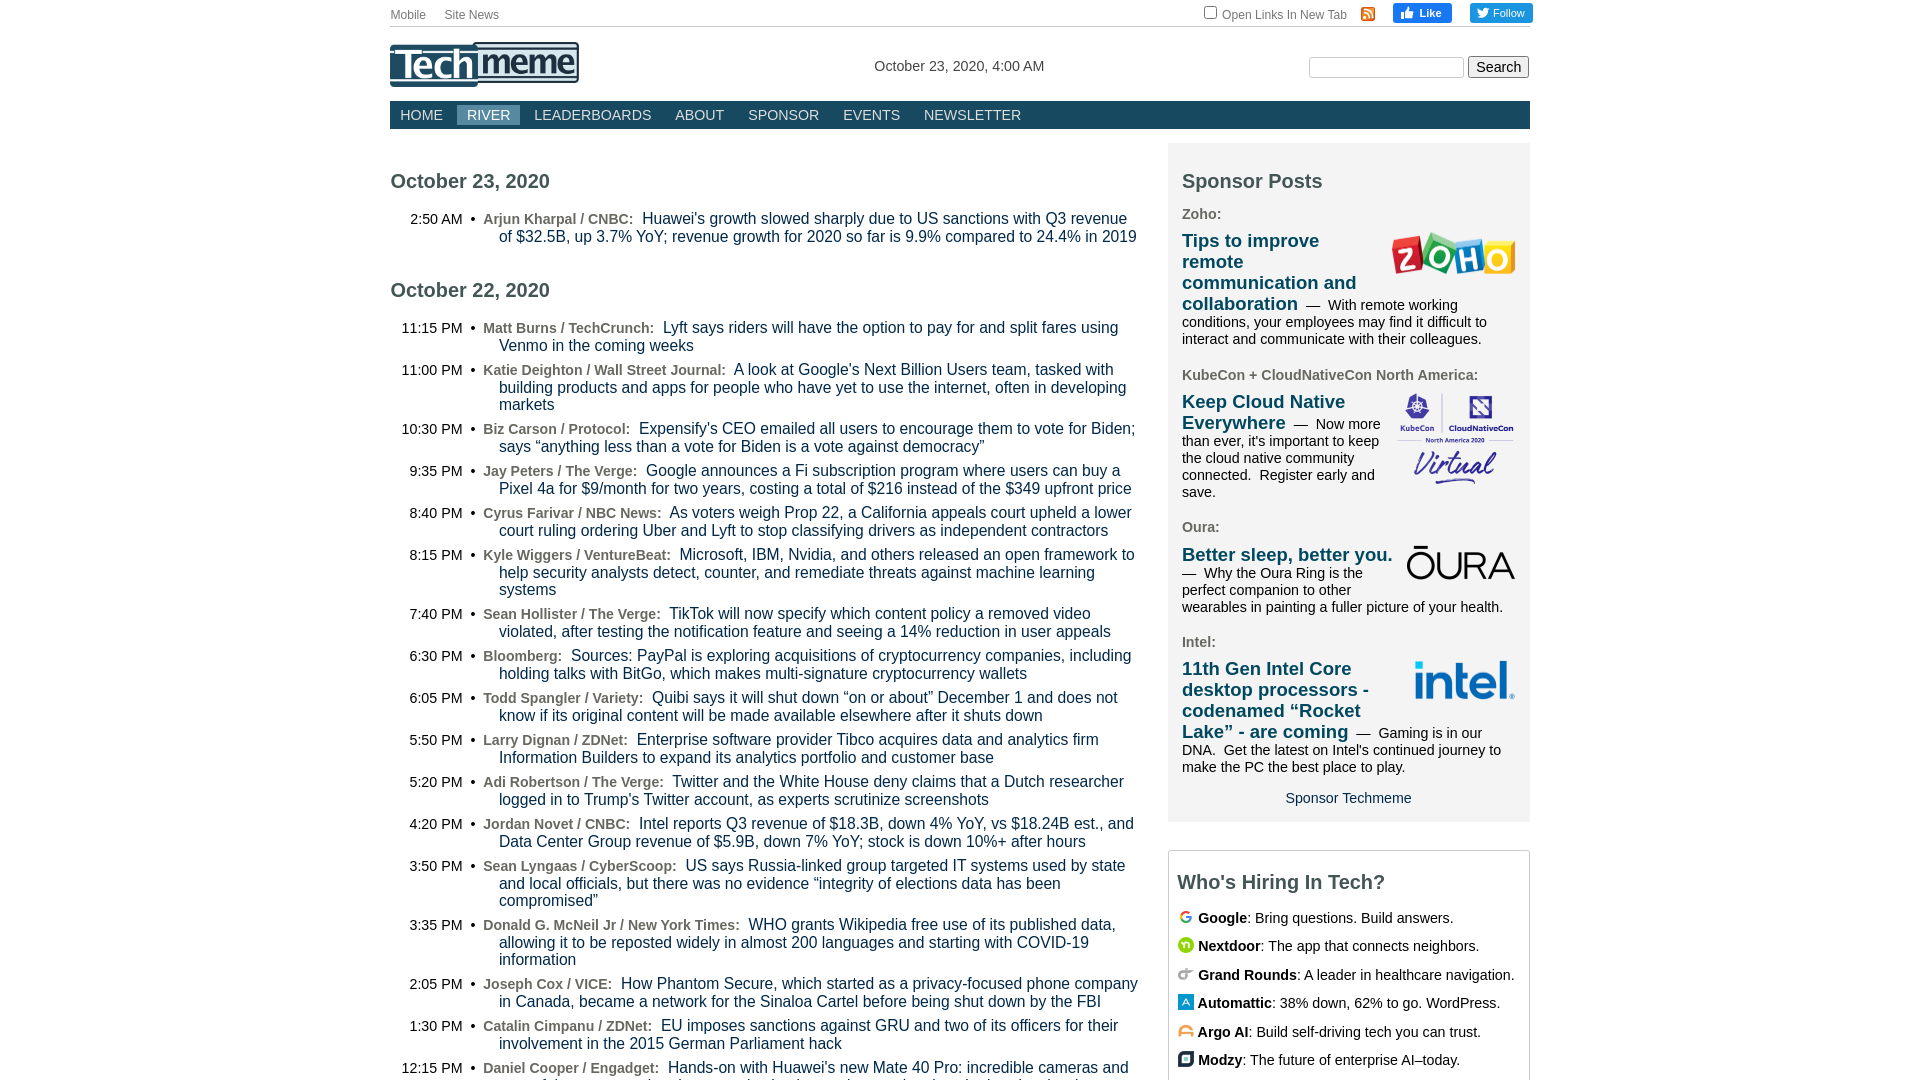 Mobile Site News Open Links In New Tab Like Follow
Techmeme October 23, 2020, 4:00 AM Search
HOME RIVER LEADERBOARDS ABOUT SPONSOR EVENTS NEWSLETTER
October 23, 2020
2:50 AM • Arjun Kharpal / CNBC: Huawei's growth slowed sharply due to US sanctions with Q3 revenue
of $32.5B, up 3.7% YoY; revenue growth for 2020 so far is 9.9% compared to 24.4% in 2019
October 22, 2020
11:15 PM • Matt Burns / TechCrunch: Lyft says riders will have the option to pay for and split fares using
Venmo in the coming weeks
11:00 PM • Katie Deighton / Wall Street Journal: A look at Google's Next Billion Users team, tasked with
building products and apps for people who have yet to use the internet, often in developing
markets
10:30 PM • Biz Carson / Protocol: Expensify's CEO emailed all users to encourage them to vote for Biden;
says “anything less than a vote for Biden is a vote against democracy”
9:35 PM • Jay Peters / The Verge: Google announces a Fi subscription program where users can buy a
Pixel 4a for $9/month for two years, costing a total of $216 instead of the $349 upfront price
8:40 PM • Cyrus Farivar / NBC News: As voters weigh Prop 22, a California appeals court upheld a lower
court ruling ordering Uber and Lyft to stop classifying drivers as independent contractors
8:15 PM • Kyle Wiggers / VentureBeat: Microsoft, IBM, Nvidia, and others released an open framework to
help security analysts detect, counter, and remediate threats against machine learning
systems
7:40 PM • Sean Hollister / The Verge: TikTok will now specify which content policy a removed video
violated, after testing the notification feature and seeing a 14% reduction in user appeals
6:30 PM • Bloomberg: Sources: PayPal is exploring acquisitions of cryptocurrency companies, including
holding talks with BitGo, which makes multi-signature cryptocurrency wallets
6:05 PM • Todd Spangler / Variety: Quibi says it will shut down “on or about” December 1 and does not
know if its original content will be made available elsewhere after it shuts down
5:50 PM • Larry Dignan / ZDNet: Enterprise software provider Tibco acquires data and analytics firm
Information Builders to expand its analytics portfolio and customer base
5:20 PM • Adi Robertson / The Verge: Twitter and the White House deny claims that a Dutch researcher
logged in to Trump's Twitter account, as experts scrutinize screenshots
4:20 PM • Jordan Novet / CNBC: Intel reports Q3 revenue of $18.3B, down 4% YoY, vs $18.24B est., and
Data Center Group revenue of $5.9B, down 7% YoY; stock is down 10%+ after hours
3:50 PM • Sean Lyngaas / CyberScoop: US says Russia-linked group targeted IT systems used by state
and local officials, but there was no evidence “integrity of elections data has been
compromised”
3:35 PM • Donald G. McNeil Jr / New York Times: WHO grants Wikipedia free use of its published data,
allowing it to be reposted widely in almost 200 languages and starting with COVID-19
information
2:05 PM • Joseph Cox / VICE: How Phantom Secure, which started as a privacy-focused phone company
in Canada, became a network for the Sinaloa Cartel before being shut down by the FBI
1:30 PM • Catalin Cimpanu / ZDNet: EU imposes sanctions against GRU and two of its officers for their
involvement in the 2015 German Parliament hack
12:15 PM • Daniel Cooper / Engadget: Hands-on with Huawei's new Mate 40 Pro: incredible cameras and
Sponsor Posts
Zoho:
Tips to improve
remote
communication and
collaboration — With remote working
conditions, your employees may find it difficult to
interact and communicate with their colleagues.
ZOHO
KubeCon + CloudNativeCon North America:
Keep Cloud Native
Everywhere — Now more
than ever, it's important to keep
the cloud native community
connected. Register early and
save.
KubeCon CloudNativeCon
North America 2020
Virtual
Oura:
Better sleep, better you.
— Why the Oura Ring is the
perfect companion to other
wearables in painting a fuller picture of your health.
ŌURA
Intel:
11th Gen Intel Core
desktop processors -
codenamed “Rocket
Lake” - are coming — Gaming is in our
DNA. Get the latest on Intel's continued journey to
make the PC the best place to play.
intel®
Sponsor Techmeme
Who's Hiring In Tech?
Google: Bring questions. Build answers.
Nextdoor: The app that connects neighbors.
Grand Rounds: A leader in healthcare navigation.
Automattic: 38% down, 62% to go. WordPress.
Argo AI: Build self-driving tech you can trust.
Modzy: The future of enterprise AI–today.